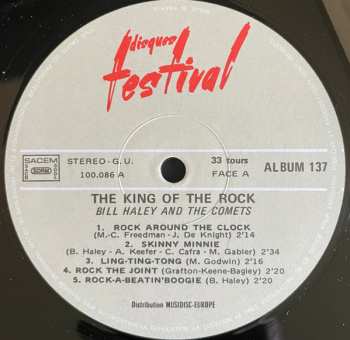 disques
festival
SACEM
SDRM
STEREO - G. U.
100.086 A
33 tours
FACE A
ALBUM 137
THE KING OF THE ROCK
BILL HALEY AND THE COMETS
1. ROCK AROUND THE CLOCK
(M.-C. Freedman - J. De Knight) 2'14
2. SKINNY MINNIE
(B. Haley - A. Keefer - C. Cafra - M. Gabler) 2'34
3. LING-TING-TONG (M. Godwin) 2'16
4. ROCK THE JOINT (Grafton-Keene-Bagley) 2'20
5. ROCK-A-BEATIN'BOOGIE (B. Haley) 2'20
Distribution MUSIDISC-EUROPE